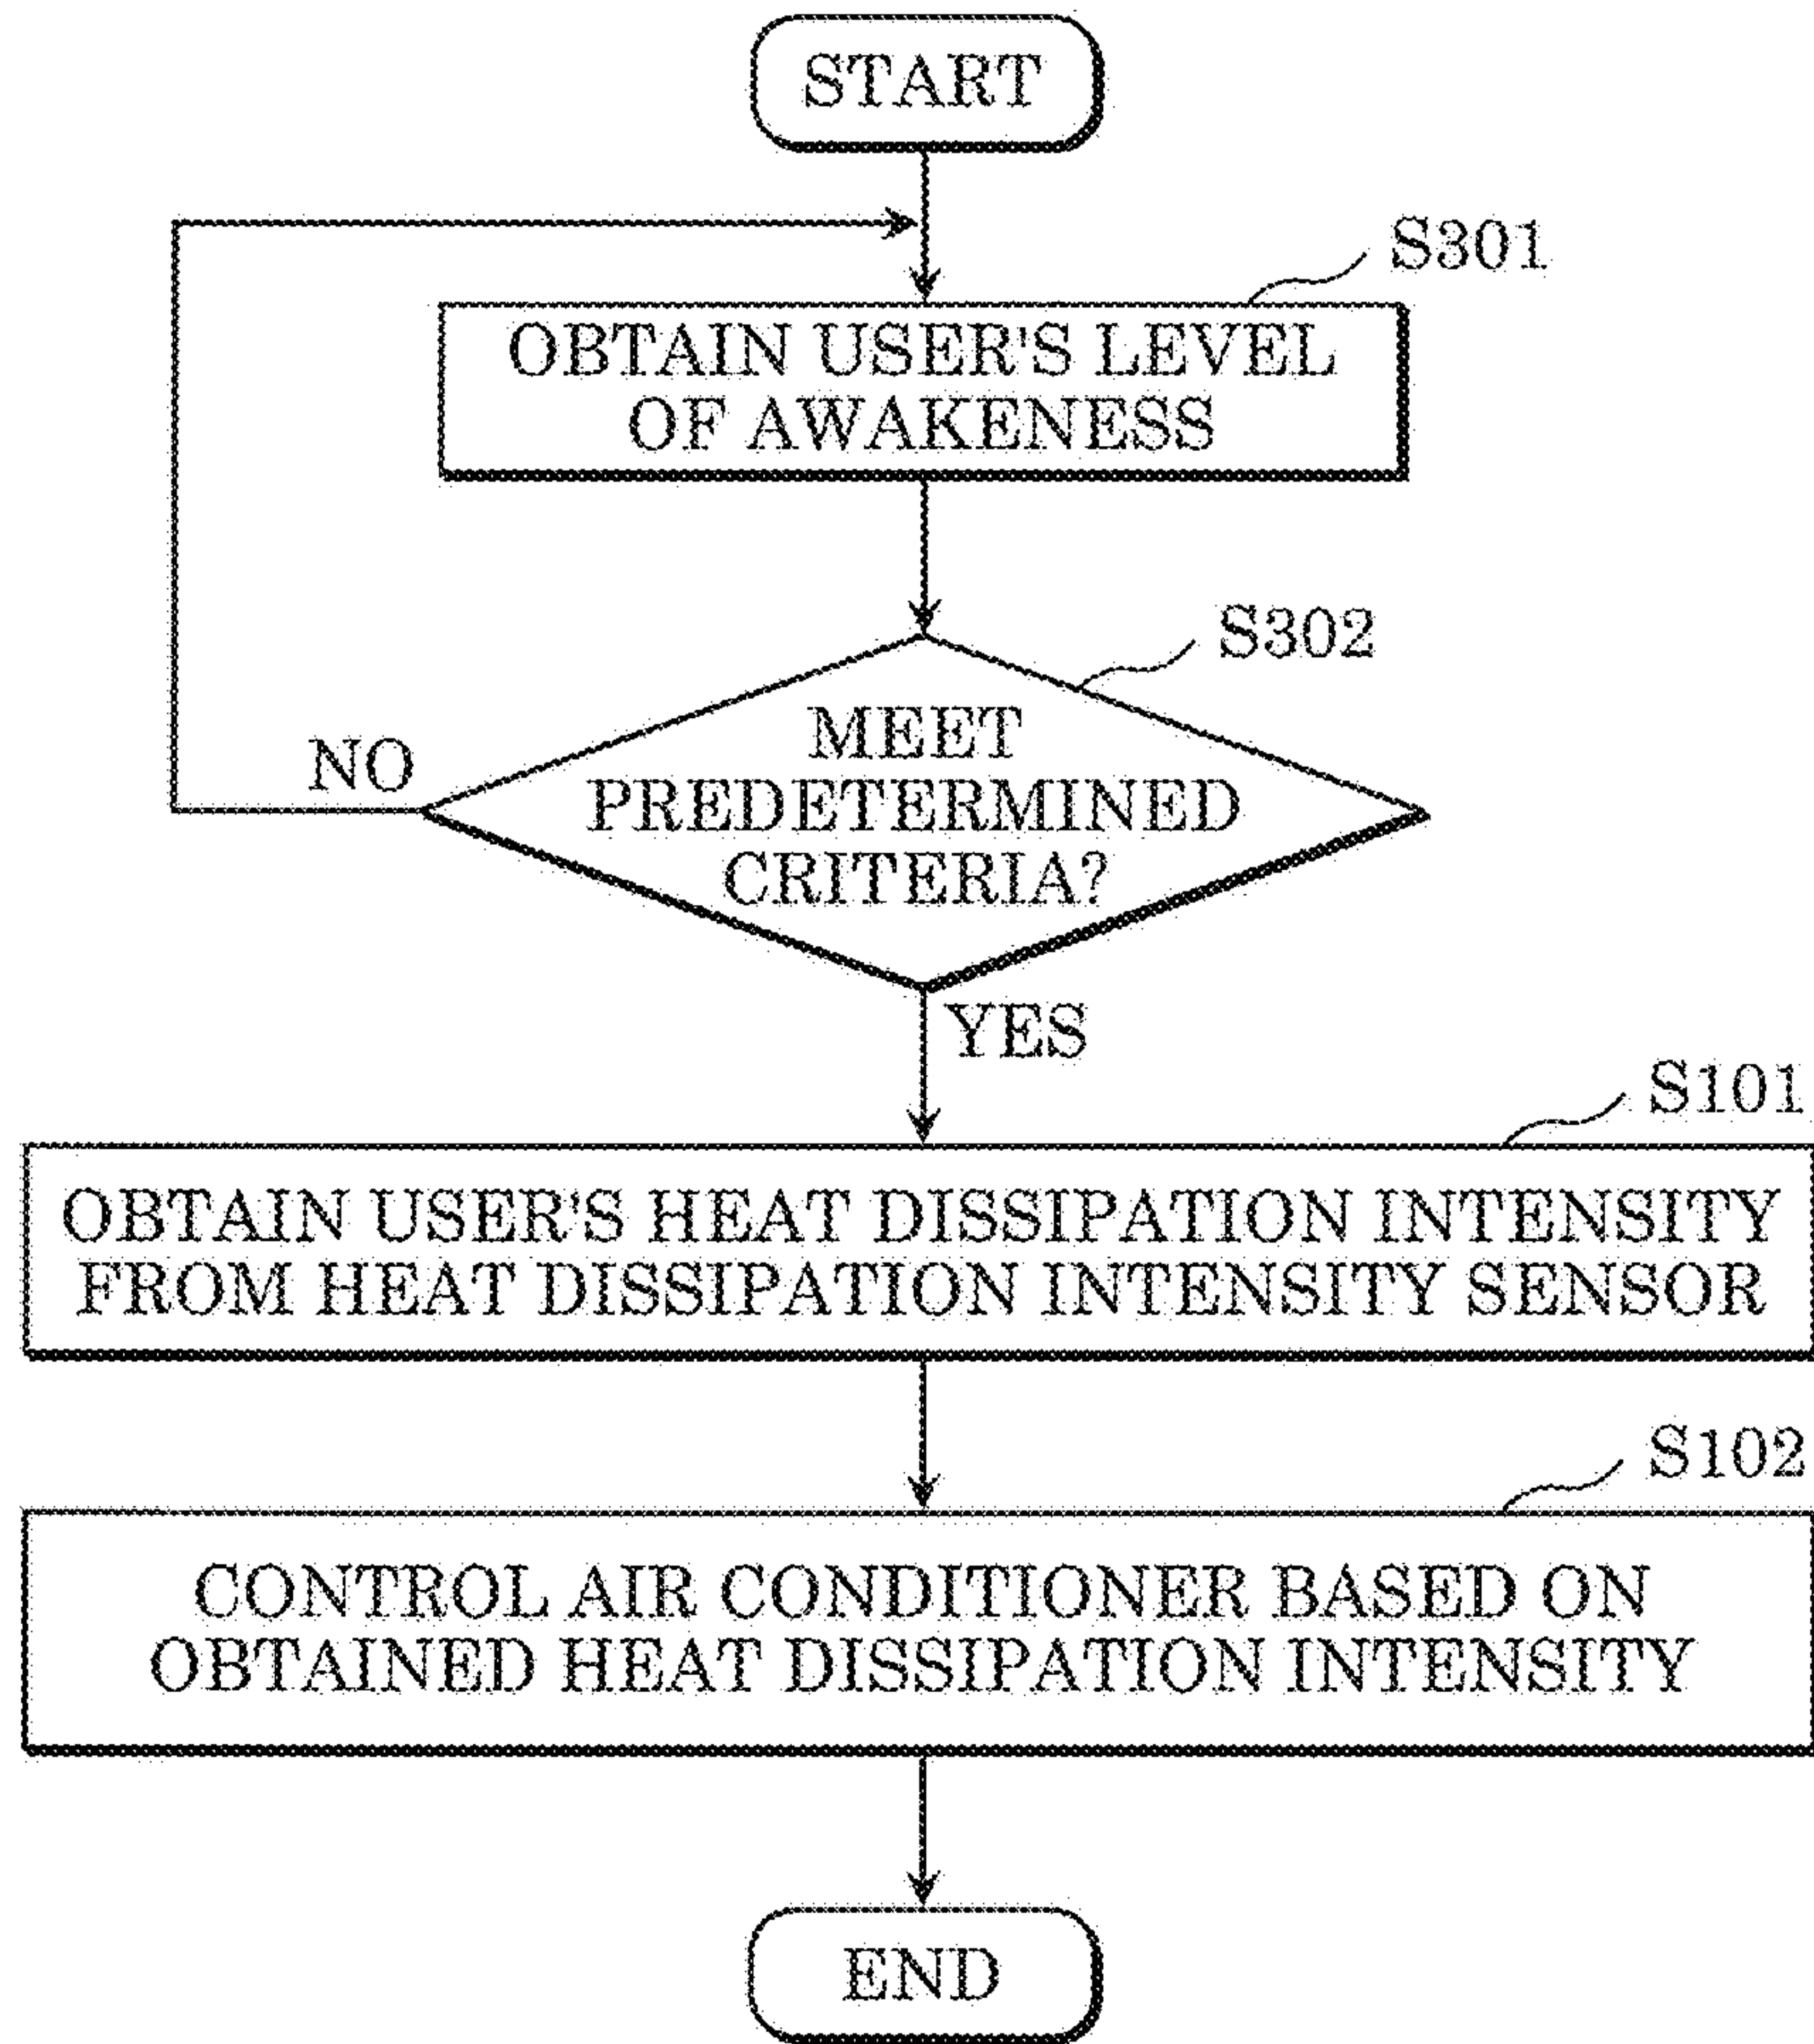 START
S301
OBTAIN USER'S LEVEL
OF AWAKENESS
S302
MEET
PREDETERMINED
CRITERIA?
NO
YES
S101
OBTAIN USER'S HEAT DISSIPATION INTENSITY
FROM HEAT DISSIPATION INTENSITY SENSOR
S102
CONTROL AIR CONDITIONER BASED ON
OBTAINED HEAT DISSIPATION INTENSITY
END